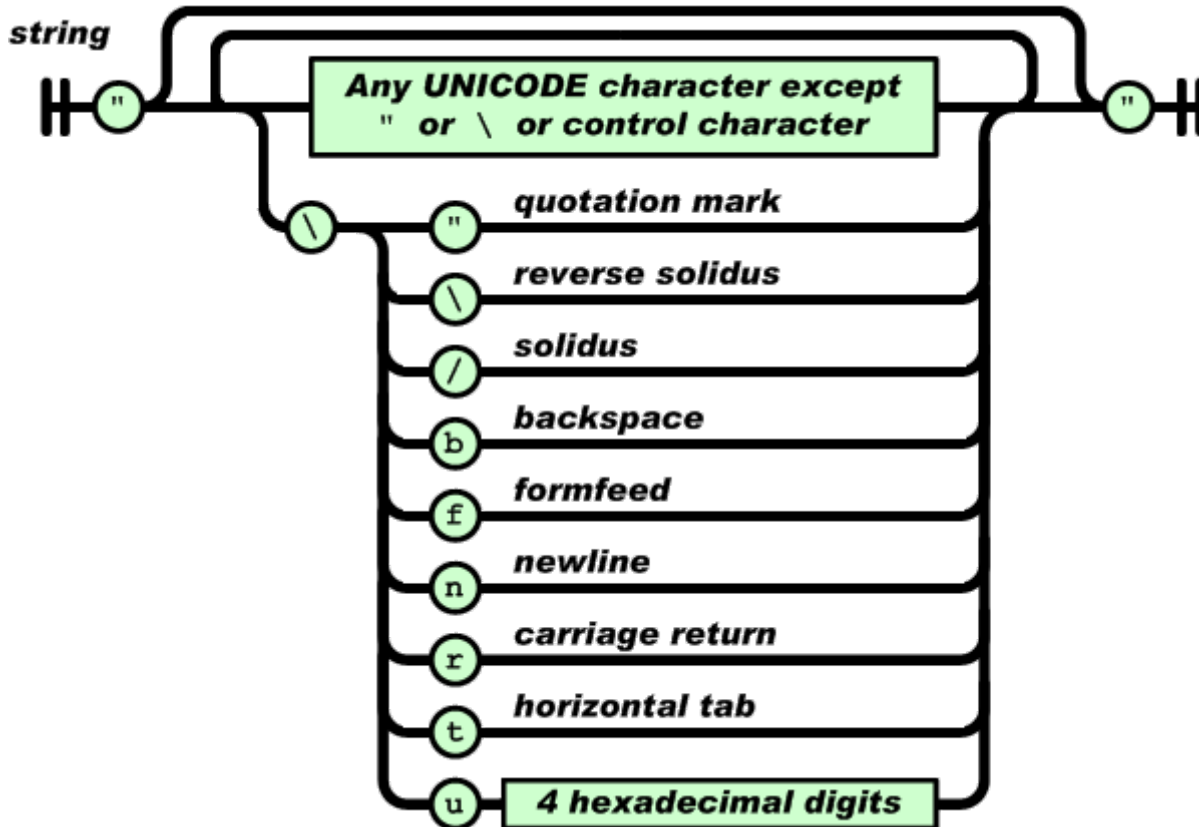 string
"
Any UNICODE character except
" or \ or control character
"
\
" quotation mark
\ reverse solidus
/ solidus
b backspace
f formfeed
n newline
r carriage return
t horizontal tab
u 4 hexadecimal digits